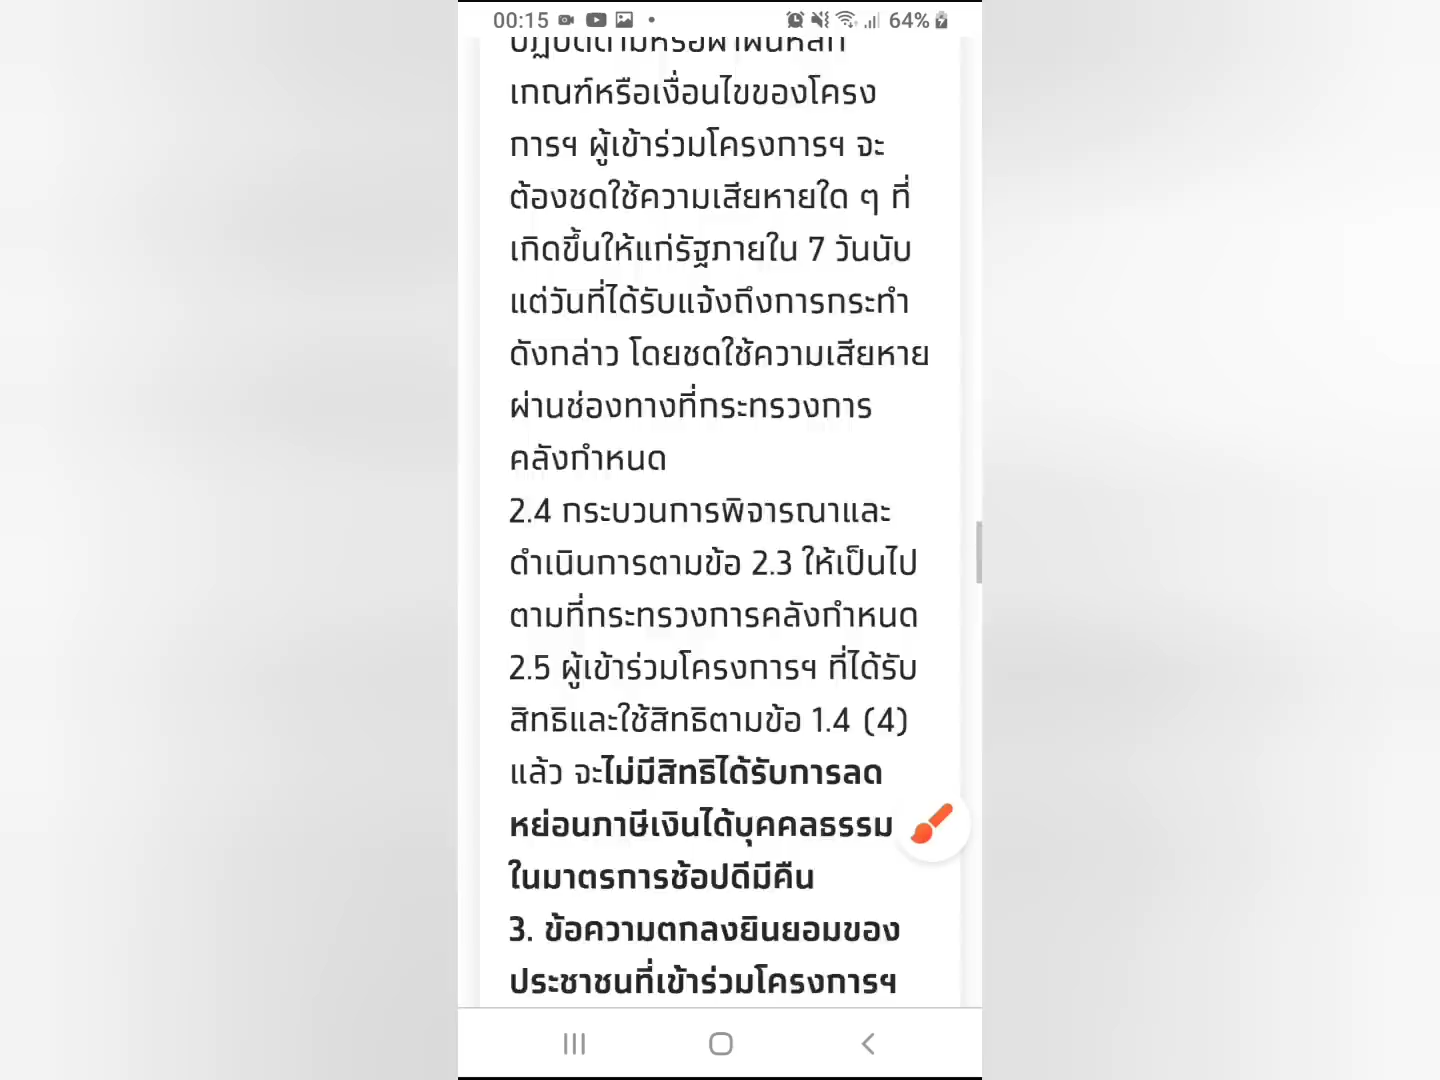 00:15
64%
เกณฑ์หรือเงื่อนไขของโครง
การฯ ผู้เข้าร่วมโครงการฯ จะ
ต้องชดใช้ความเสียหายใด ๆ ที่
เกิดขึ้นให้แก่รัฐภายใน 7 วันนับ
แต่วันที่ได้รับแจ้งถึงการกระทำ
ดังกล่าว โดยชดใช้ความเสียหาย
ผ่านช่องทางที่กระทรวงการ
คลังกำหนด
2.4 กระบวนการพิจารณาและ
ดำเนินการตามข้อ 2.3 ให้เป็นไป
ตามที่กระทรวงการคลังกำหนด
2.5 ผู้เข้าร่วมโครงการฯ ที่ได้รับ
สิทธิและใช้สิทธิตามข้อ 1.4 (4)
แล้ว จะไม่มีสิทธิได้รับการลด
หย่อนภาษีเงินได้บุคคลธรรม
ในมาตรการช้อปดีมีคืน
3. ข้อความตกลงยินยอมของ
ประชาชนที่เข้าร่วมโครงการฯ